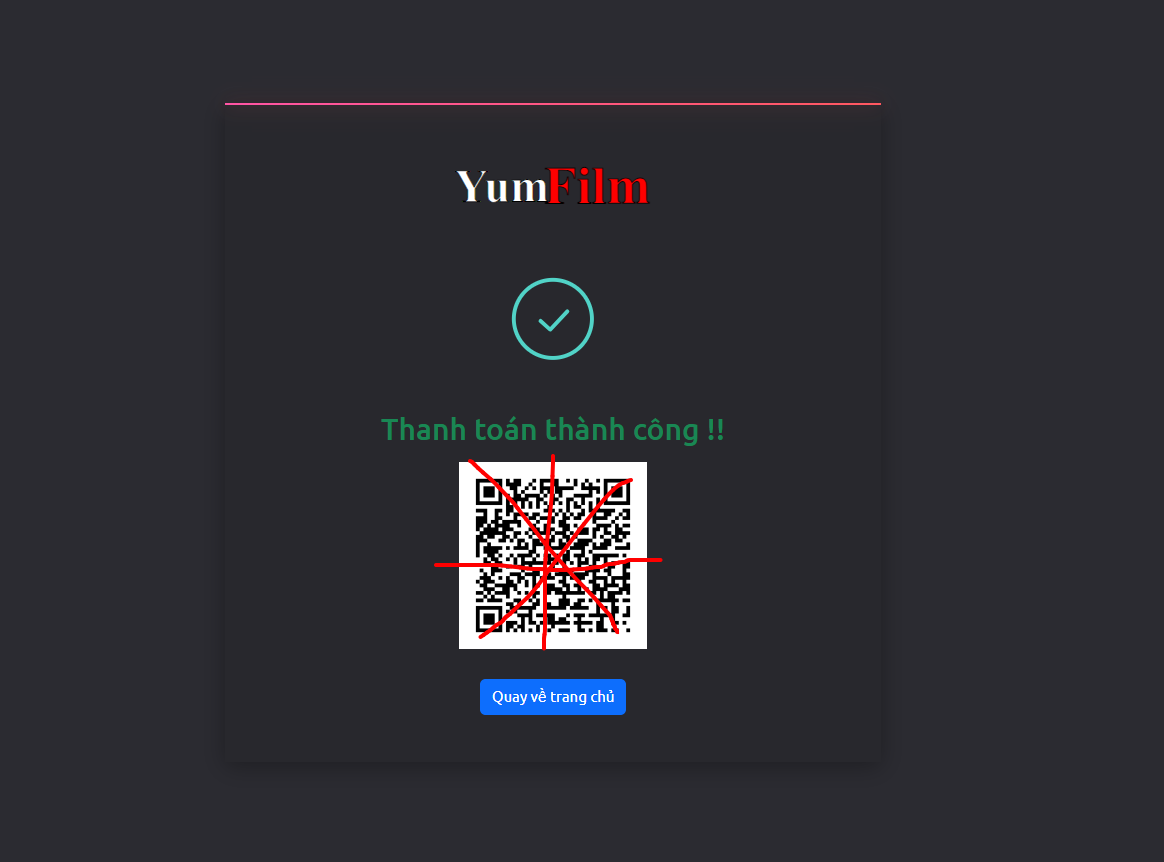 YumFilm
Thanh toán thành công !!
Quay về trang chủ